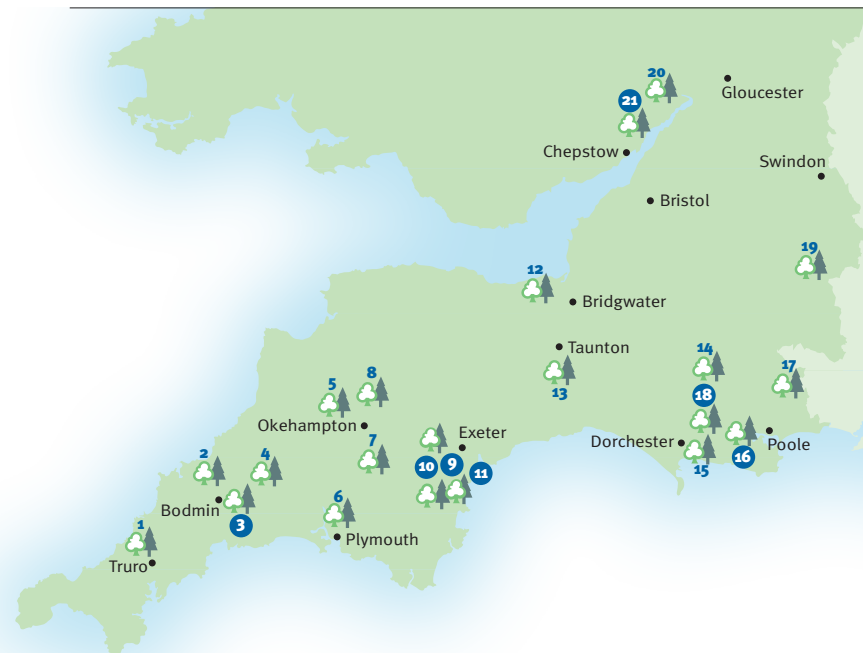 20
Gloucester
21
Chepstow
Swindon
Bristol
19
12
Bridgwater
Taunton
14
17
8
5
13
18
Okehampton
Exeter
Dorchester
Poole
7
10
9
11
16
15
2
4
Bodmin
3
6
Plymouth
1
Truro